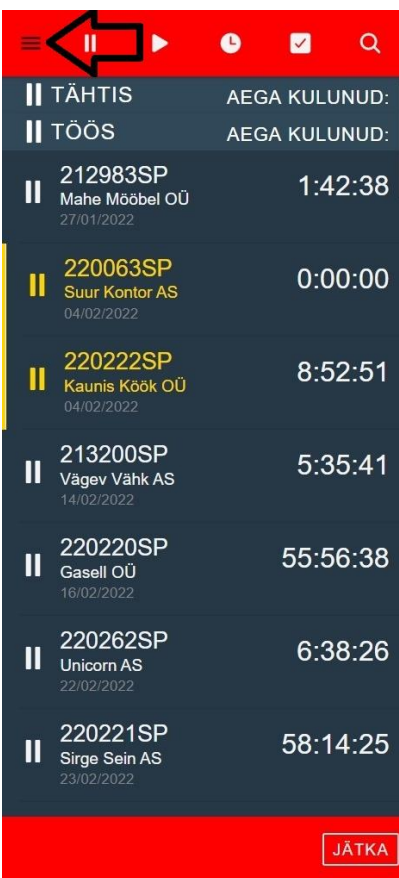 TÄHTIS AEGA KULUNUD:
TÖÖS AEGA KULUNUD:
212983SP 1:42:38
Mahe Mööbel OÜ
27/01/2022
220063SP 0:00:00
Suur Kontor AS
04/02/2022
220222SP 8:52:51
Kaunis Köök OÜ
04/02/2022
213200SP 5:35:41
Vägev Vähk AS
14/02/2022
220220SP 55:56:38
Gasell OÜ
16/02/2022
220262SP 6:38:26
Unicorn AS
22/02/2022
220221SP 58:14:25
Sirge Sein AS
23/02/2022
JÄTKA